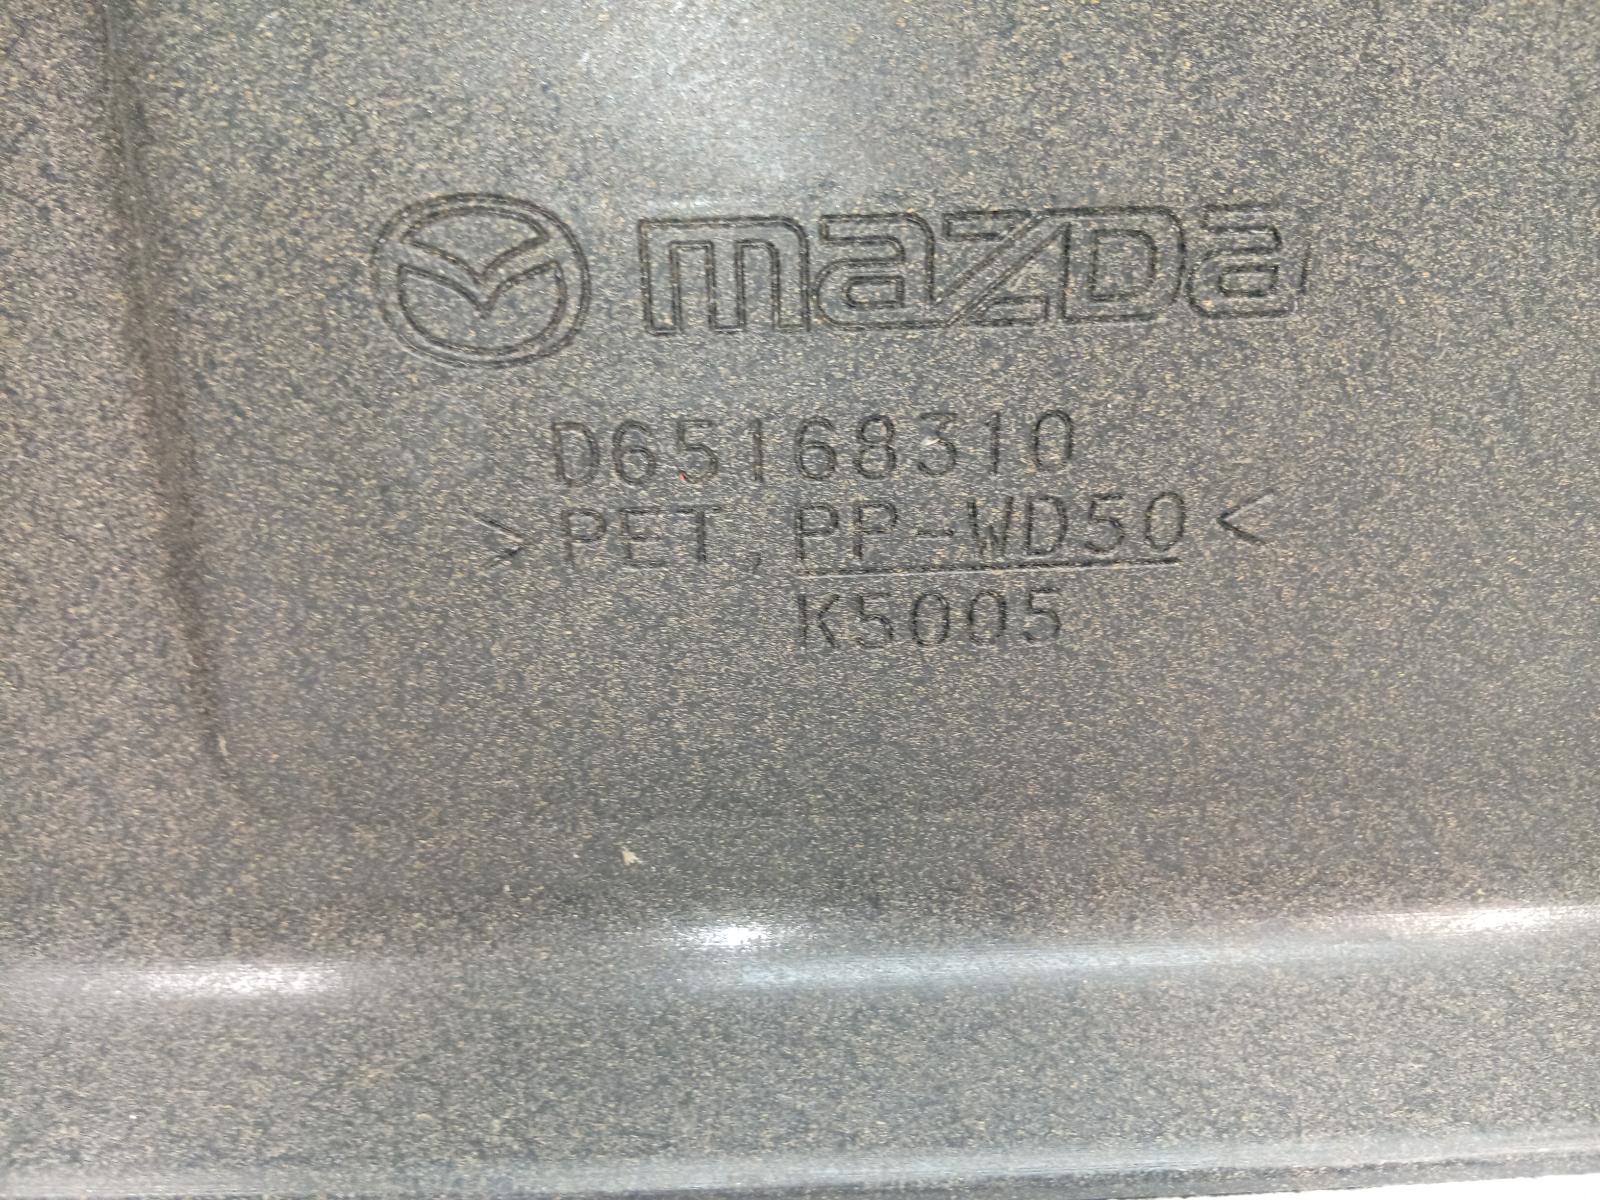 mazda
D65168310
>PET, PP-WD50<
K5005